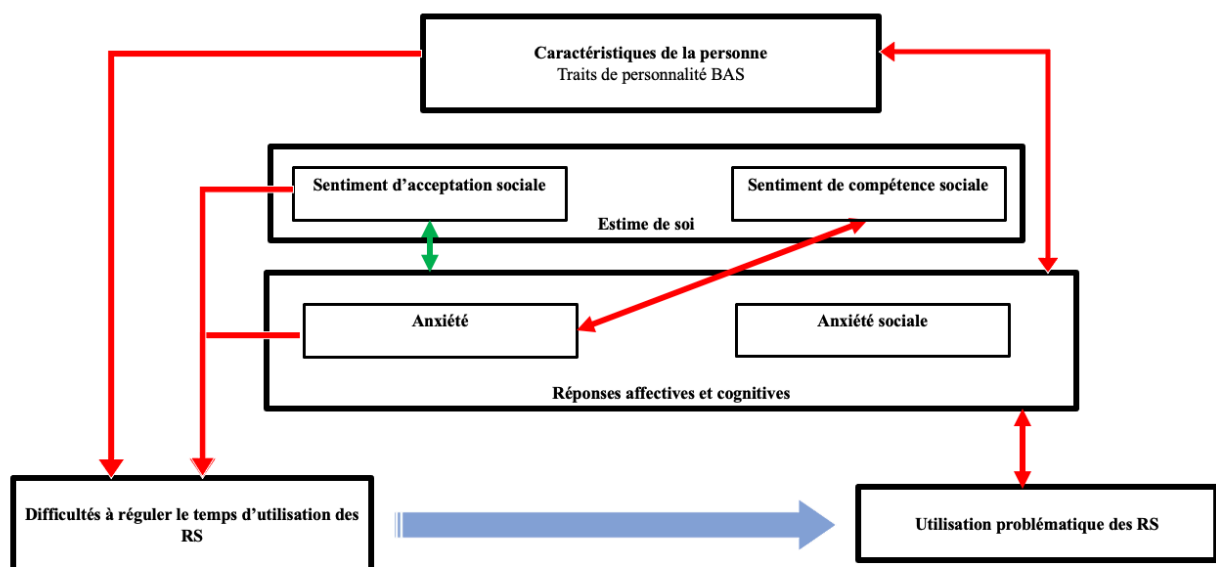 Caractéristiques de la personne
Traits de personnalité BAS
Sentiment d’acceptation sociale
Sentiment de compétence sociale
Estime de soi
Anxiété
Anxiété sociale
Réponses affectives et cognitives
Difficultés à réguler le temps d’utilisation des
RS
Utilisation problématique des RS